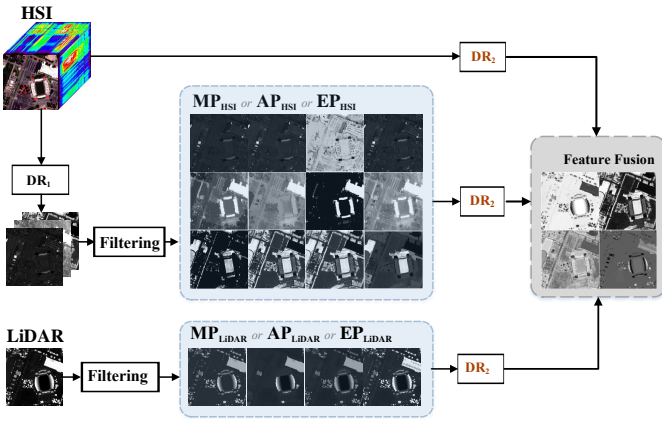 HSI
DR₂
MP_HSI or AP_HSI or EP_HSI
Feature Fusion
DR₁
DR₂
Filtering
LiDAR
MP_LiDAR or AP_LiDAR or EP_LiDAR
Filtering
DR₂